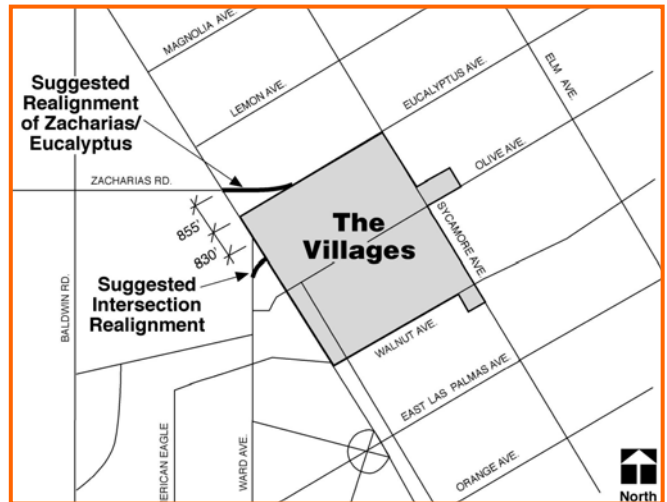 MAGNOLIA AVE.
Suggested
Realignment
of Zacharias/
Eucalyptus
LEMON AVE.
EUCALYPTUS AVE.
ELM AVE.
OLIVE AVE.
ZACHARIAS RD.
855'
830'
The
Villages
SYCAMORE AVE.
Suggested
Intersection
Realignment
BALDWIN RD.
WALNUT AVE.
EAST LAS PALMAS AVE.
ERICAN EAGLE
WARD AVE.
ORANGE AVE.
North